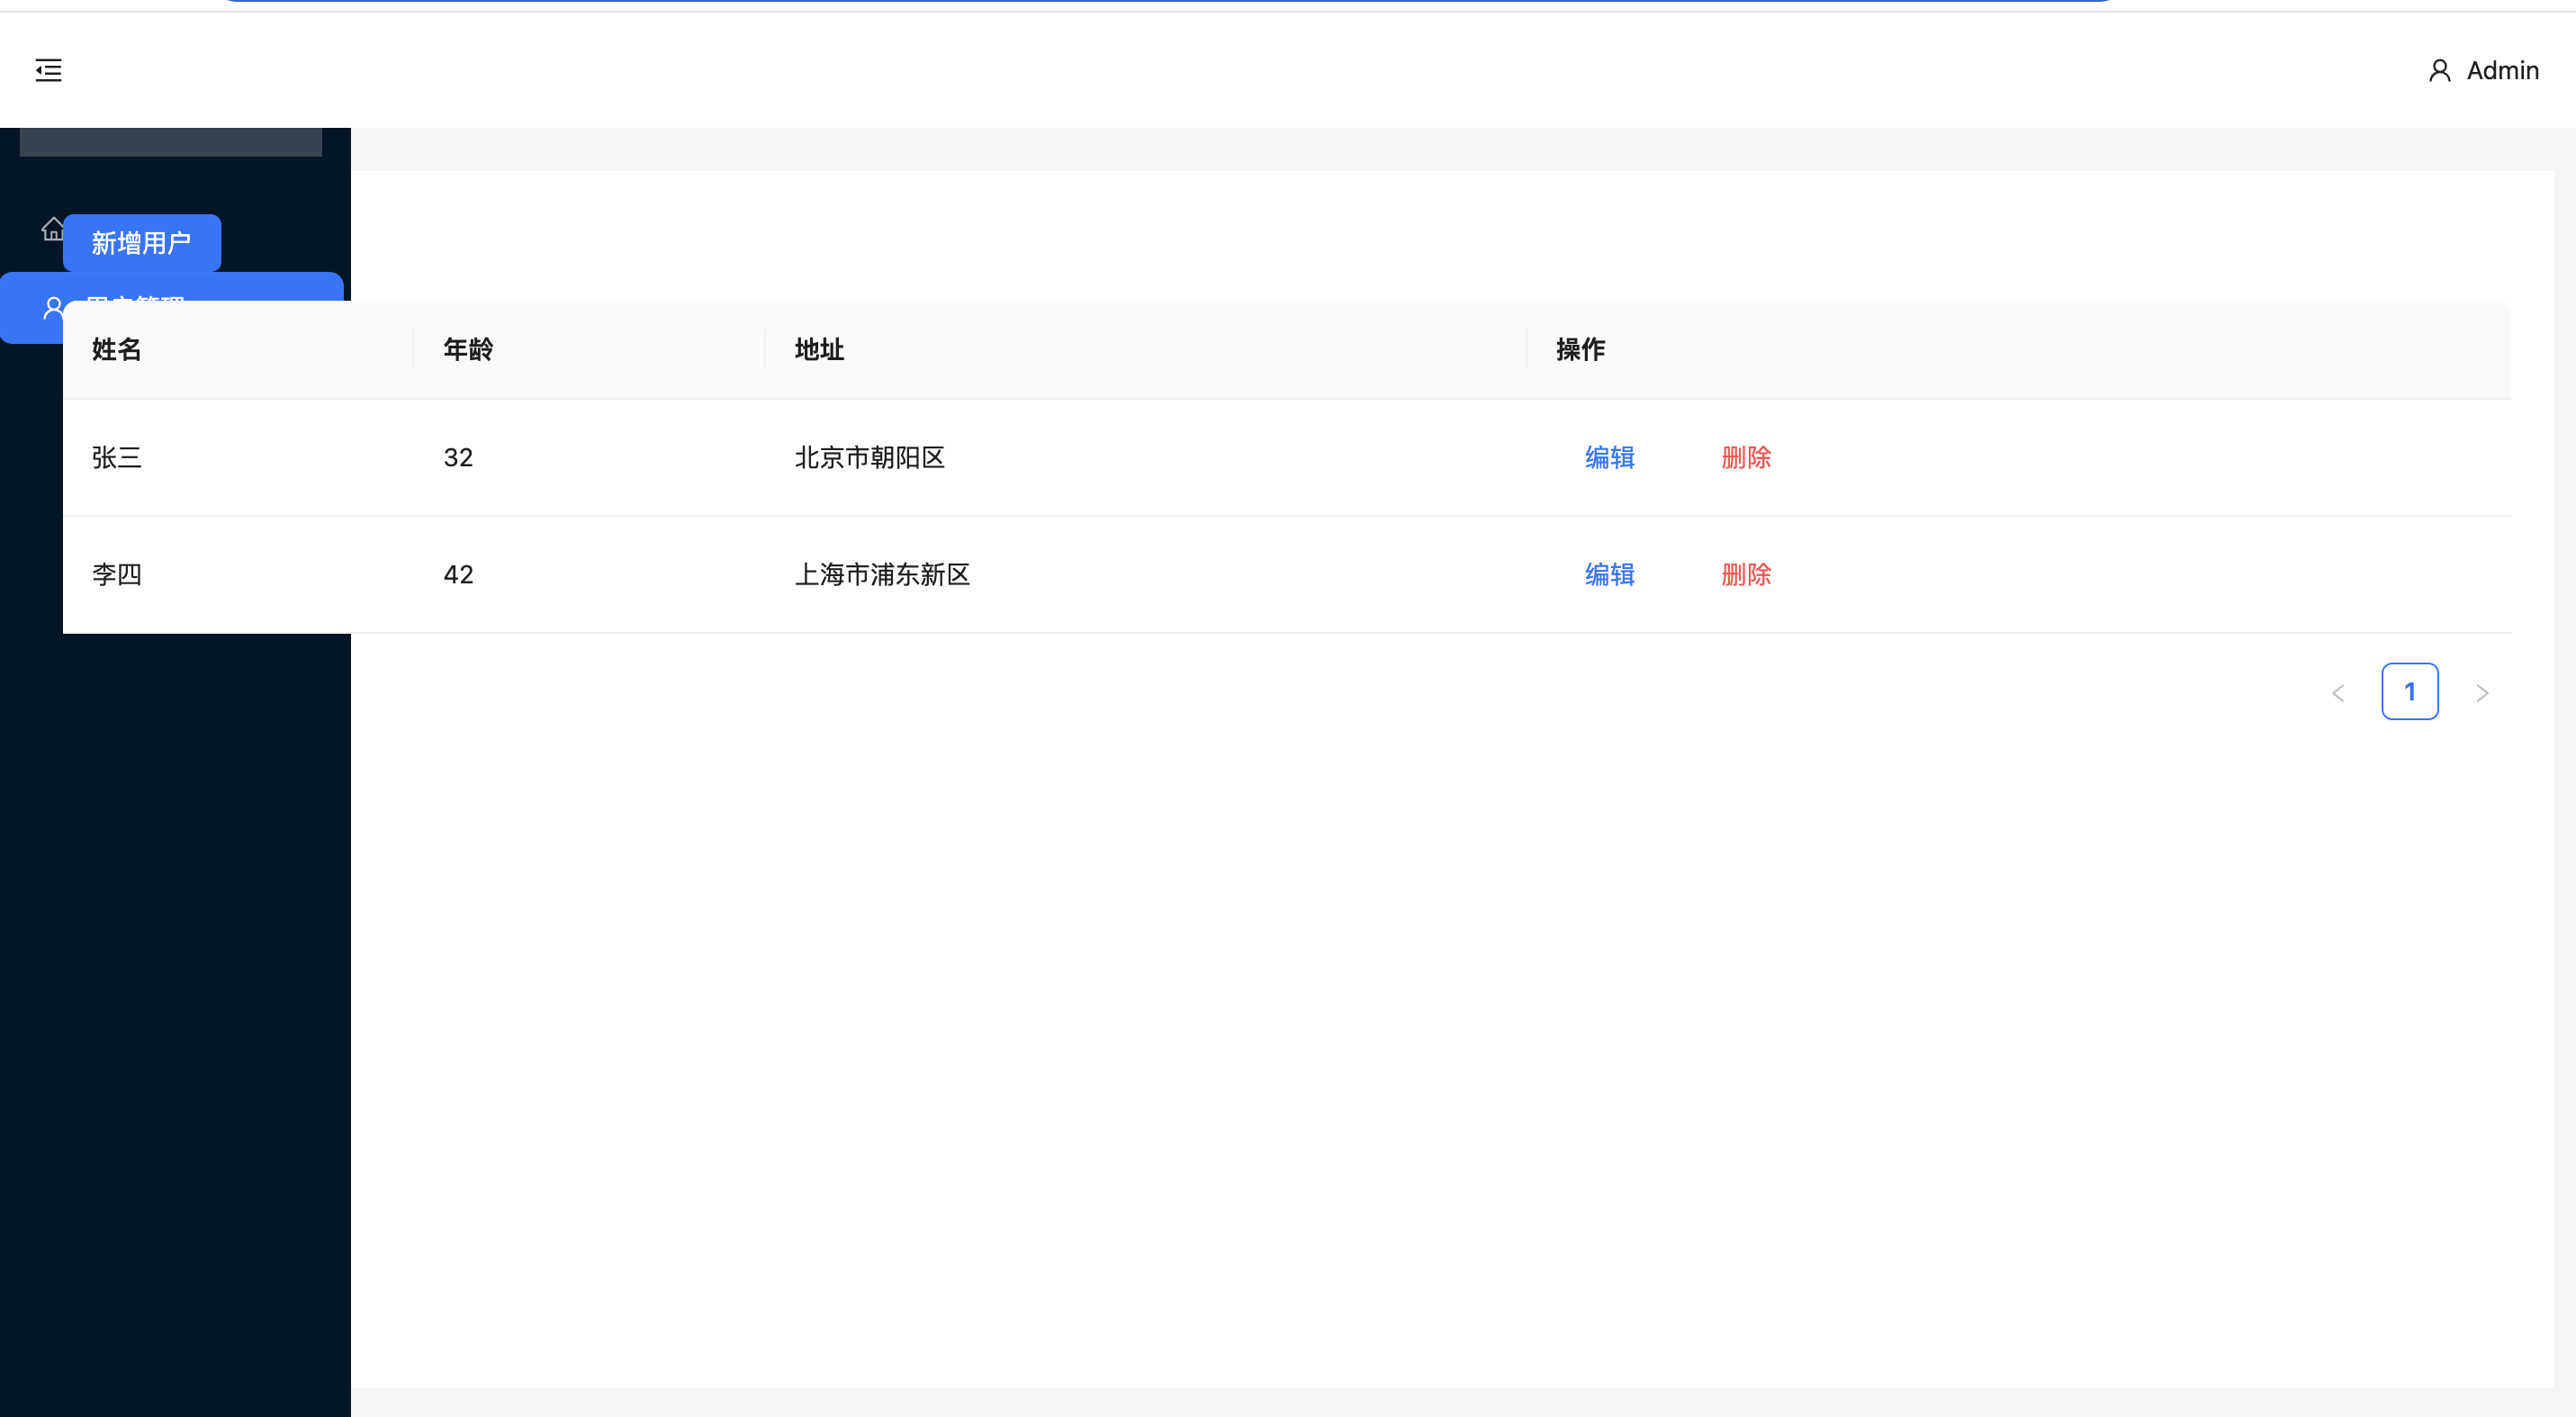 Admin
新增用户
姓名 年龄 地址 操作
张三 32 北京市朝阳区 编辑 删除
李四 42 上海市浦东新区 编辑 删除
1